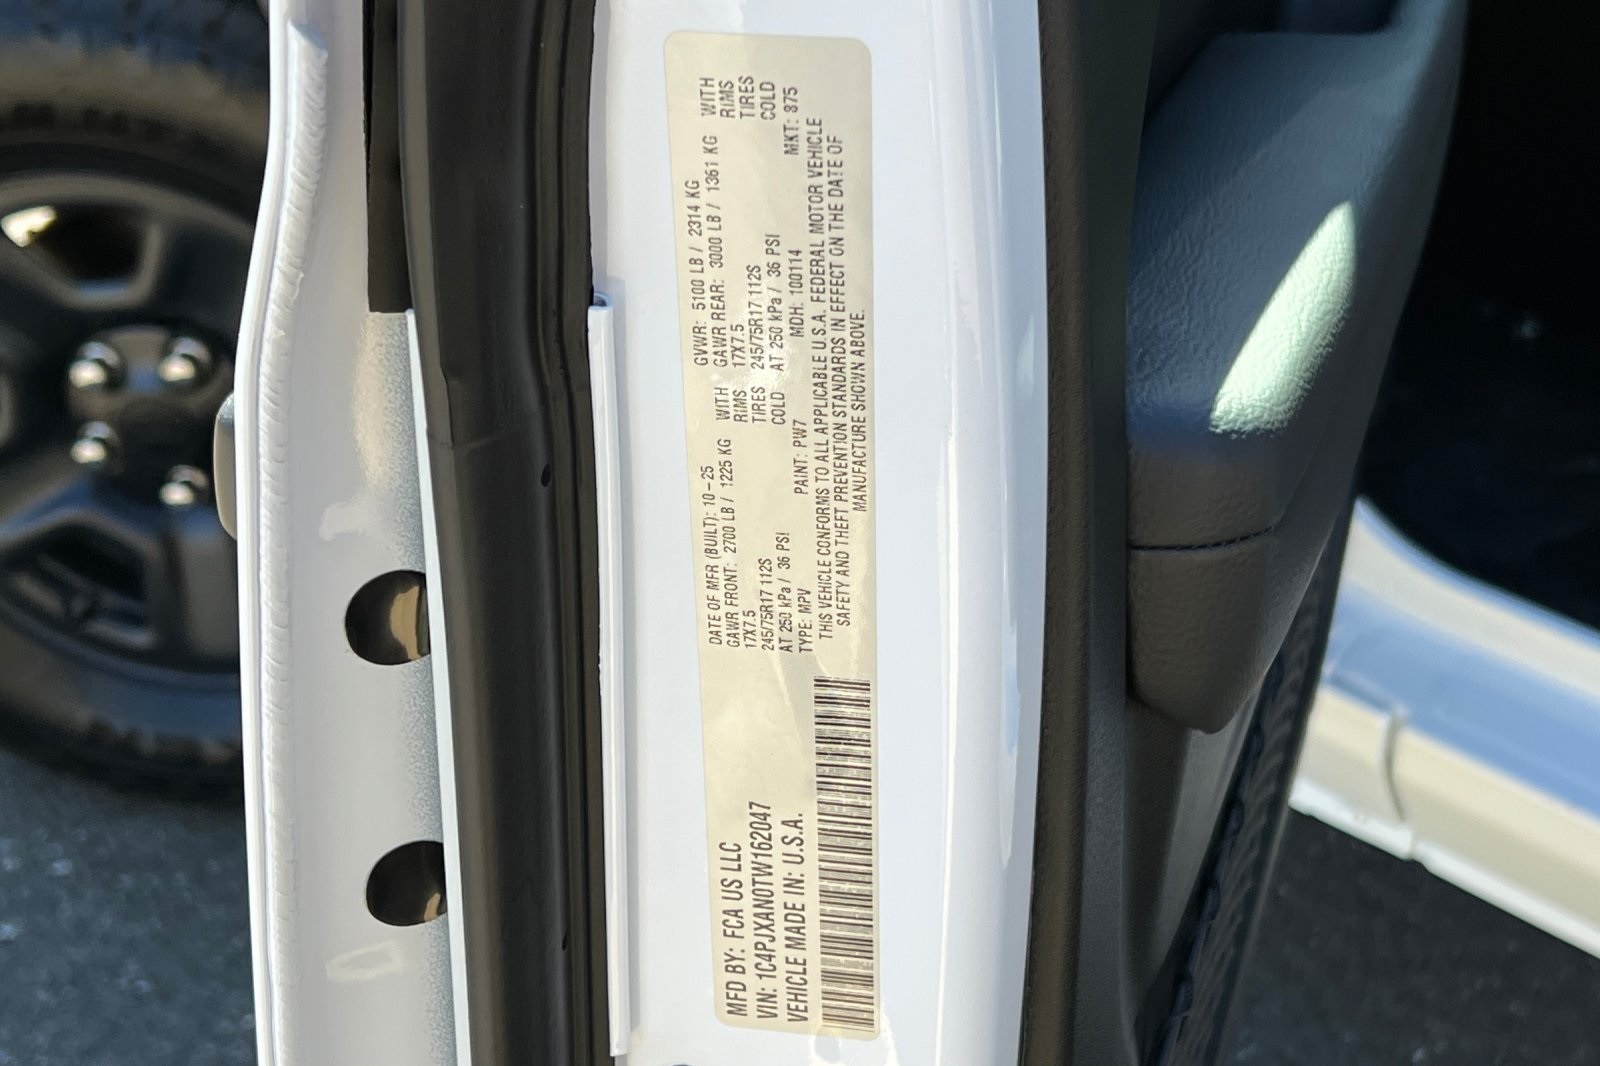 MFD BY: FCA US LLC
VIN: 1C4PJXAN0TW162047
VEHICLE MADE IN: U.S.A.
DATE OF MFR (BUILT): 10-25 GVWR: 5100 LB / 2314 KG
GAWR FRONT: 2700 LB / 1225 KG WITH GAWR REAR: 3000 LB / 1361 KG WITH
17X7.5 RIMS 17X7.5 RIMS
245/75R17 112S TIRES 245/75R17 112S TIRES
AT 250 kPa / 36 PSI COLD AT 250 kPa / 36 PSI COLD
TYPE: MPV PAINT: PW7 MDH: 100114 MKT: 875
THIS VEHICLE CONFORMS TO ALL APPLICABLE U.S.A. FEDERAL MOTOR VEHICLE
SAFETY AND THEFT PREVENTION STANDARDS IN EFFECT ON THE DATE OF
MANUFACTURE SHOWN ABOVE.